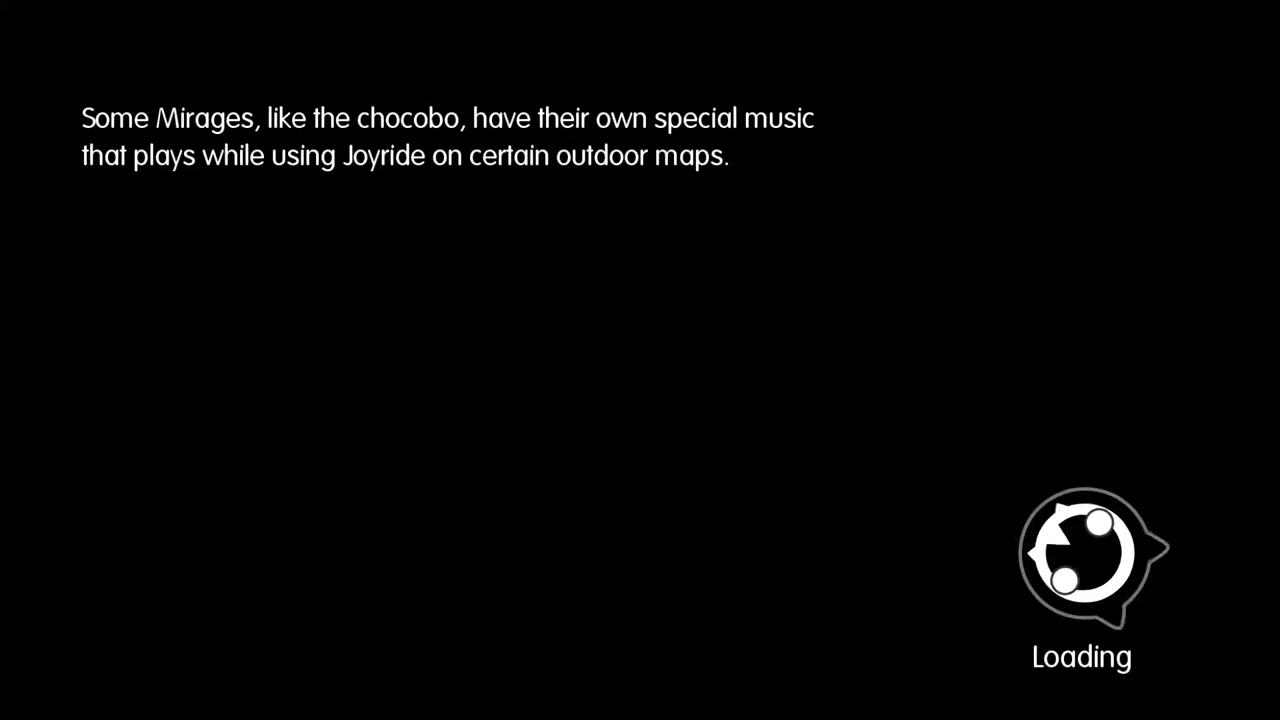 Some Mirages, like the chocobo, have their own special music
that plays while using Joyride on certain outdoor maps.
Loading